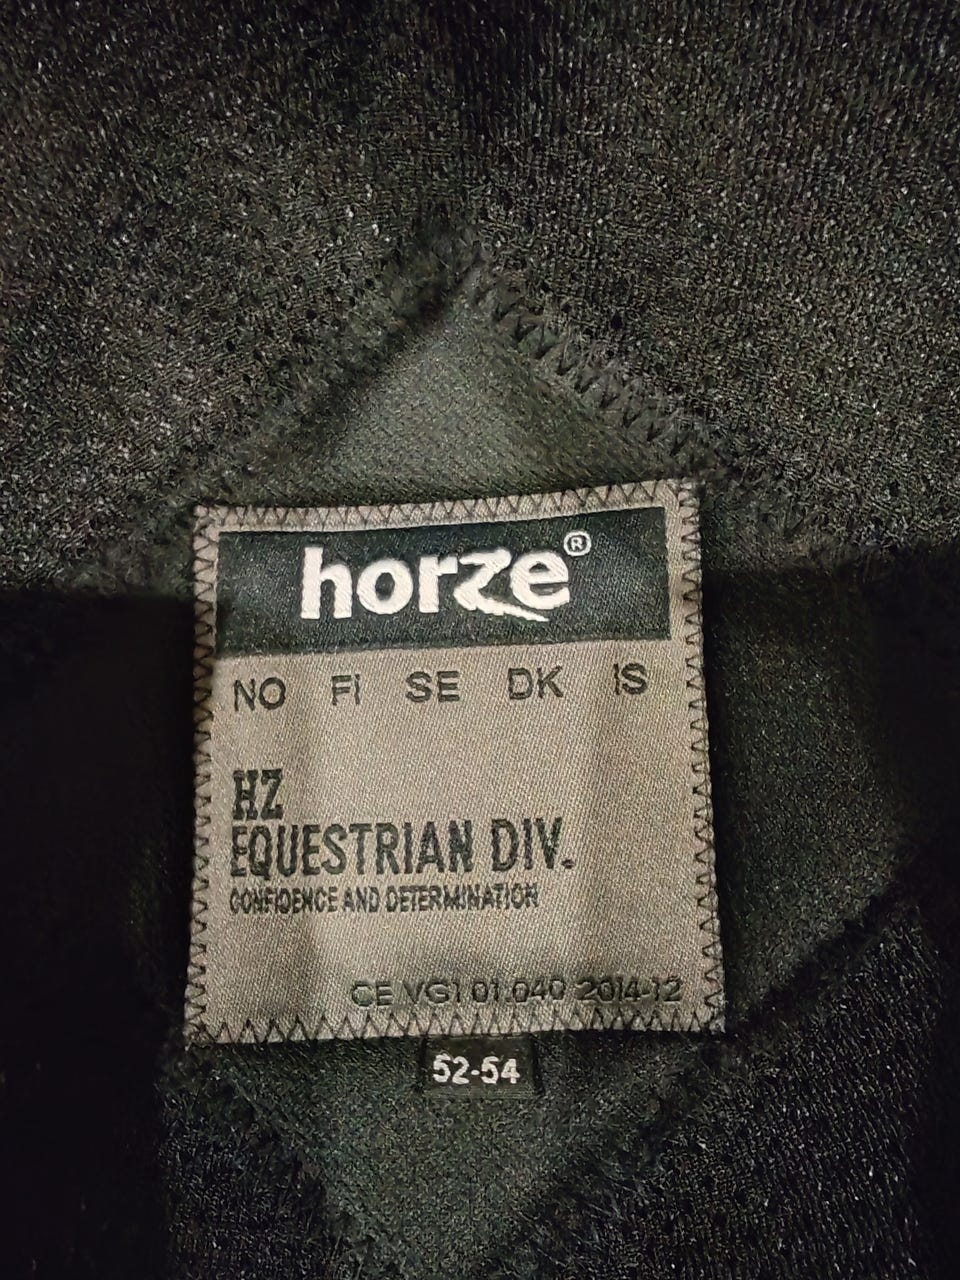 horze®
NO FI SE DK IS
HZ
EQUESTRIAN DIV.
CONFIDENCE AND DETERMINATION
CE VG1 01.040 2014-12
52-54